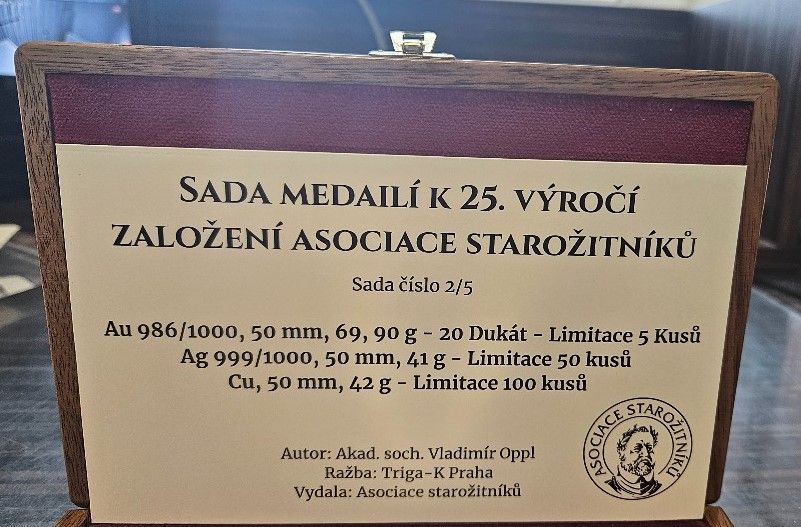 Sada medailí k 25. výročí
založení Asociace starožitníků
Sada číslo 2/5
Au 986/1000, 50 mm, 69, 90 g - 20 Dukát - Limitace 5 Kusů
Ag 999/1000, 50 mm, 41 g - Limitace 50 kusů
Cu, 50 mm, 42 g - Limitace 100 kusů
Autor: Akad. soch. Vladimír Oppl
Ražba: Triga-K Praha
Vydala: Asociace starožitníků
ASOCIACE STAROŽITNÍKŮ